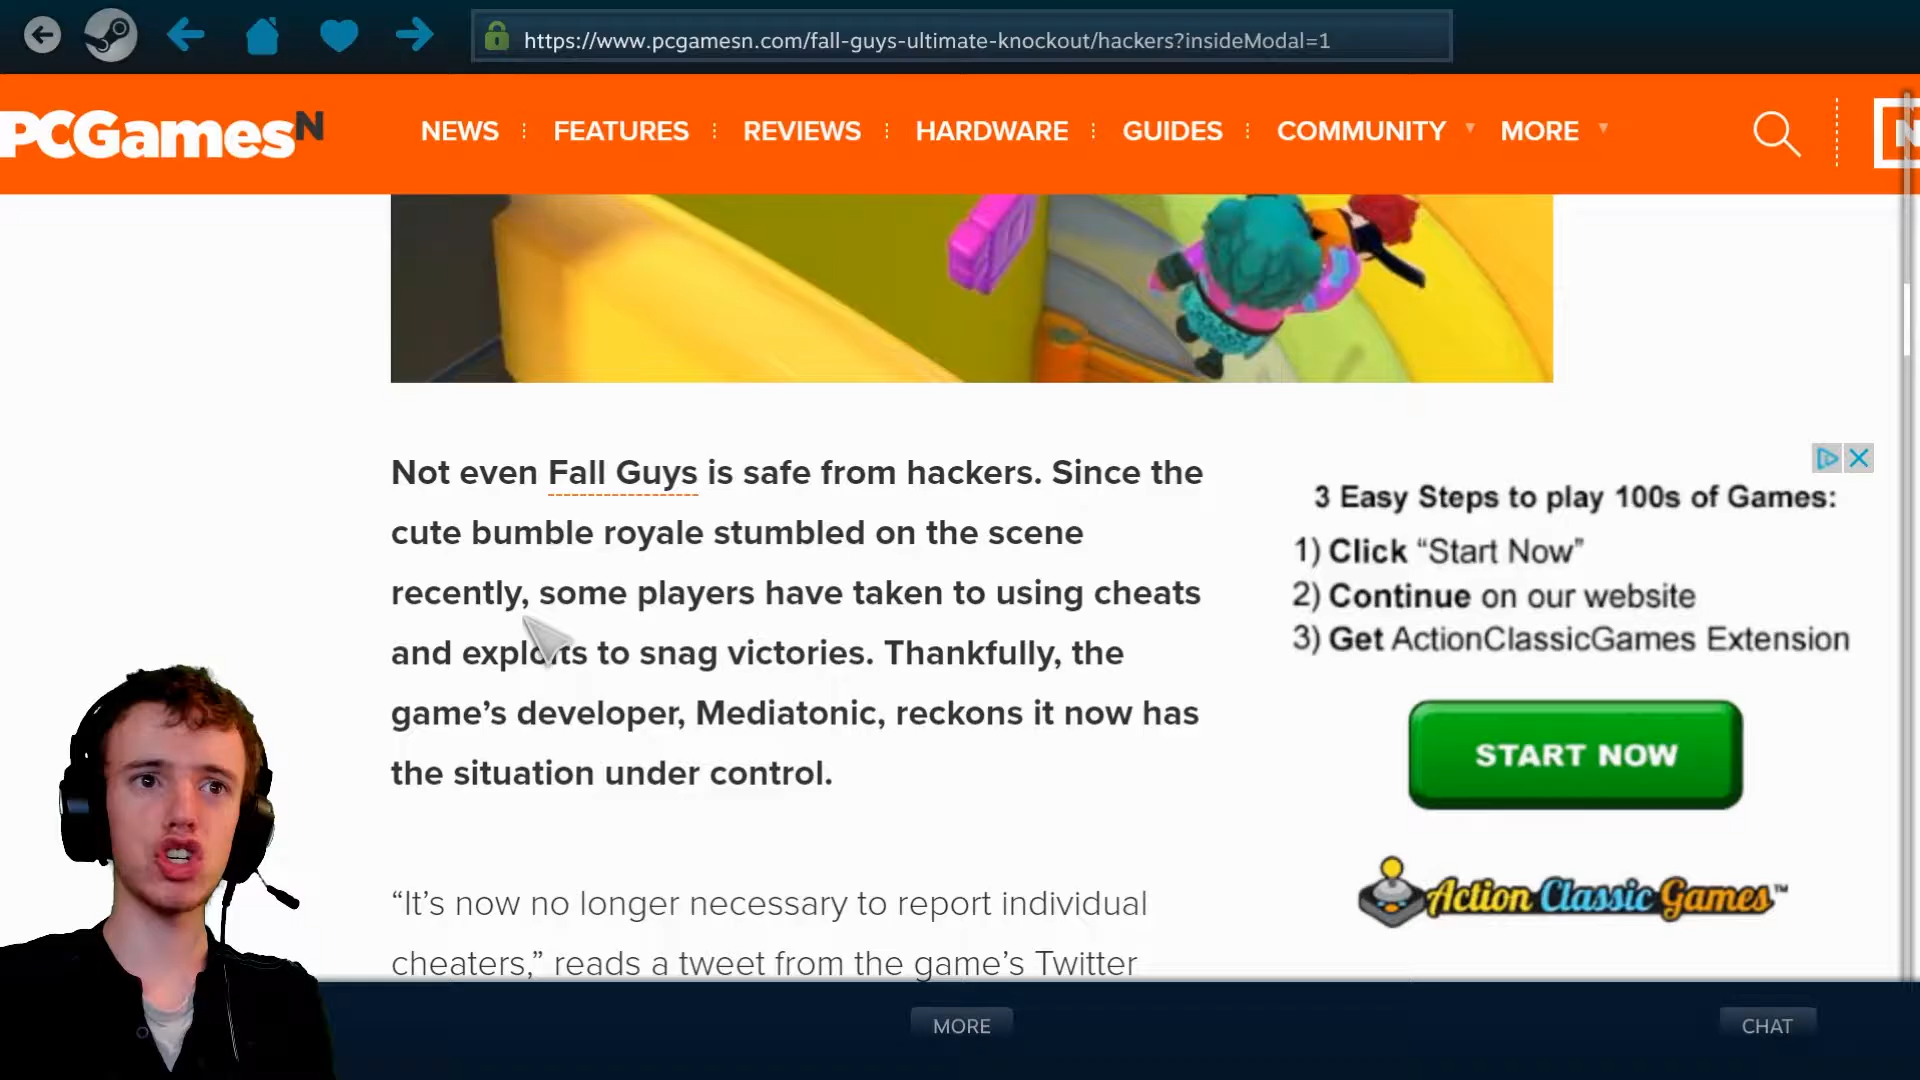 https://www.pcgamesn.com/fall-guys-ultimate-knockout/hackers?insideModal=1
PCGamesN
NEWS
FEATURES
REVIEWS
HARDWARE
GUIDES
COMMUNITY
MORE
N
Not even Fall Guys is safe from hackers. Since the
cute bumble royale stumbled on the scene
recently, some players have taken to using cheats
and exploits to snag victories. Thankfully, the
game’s developer, Mediatonic, reckons it now has
the situation under control.
“It’s now no longer necessary to report individual
cheaters,” reads a tweet from the game’s Twitter
3 Easy Steps to play 100s of Games:
1) Click “Start Now”
2) Continue on our website
3) Get ActionClassicGames Extension
START NOW
Action Classic Games™
MORE
CHAT